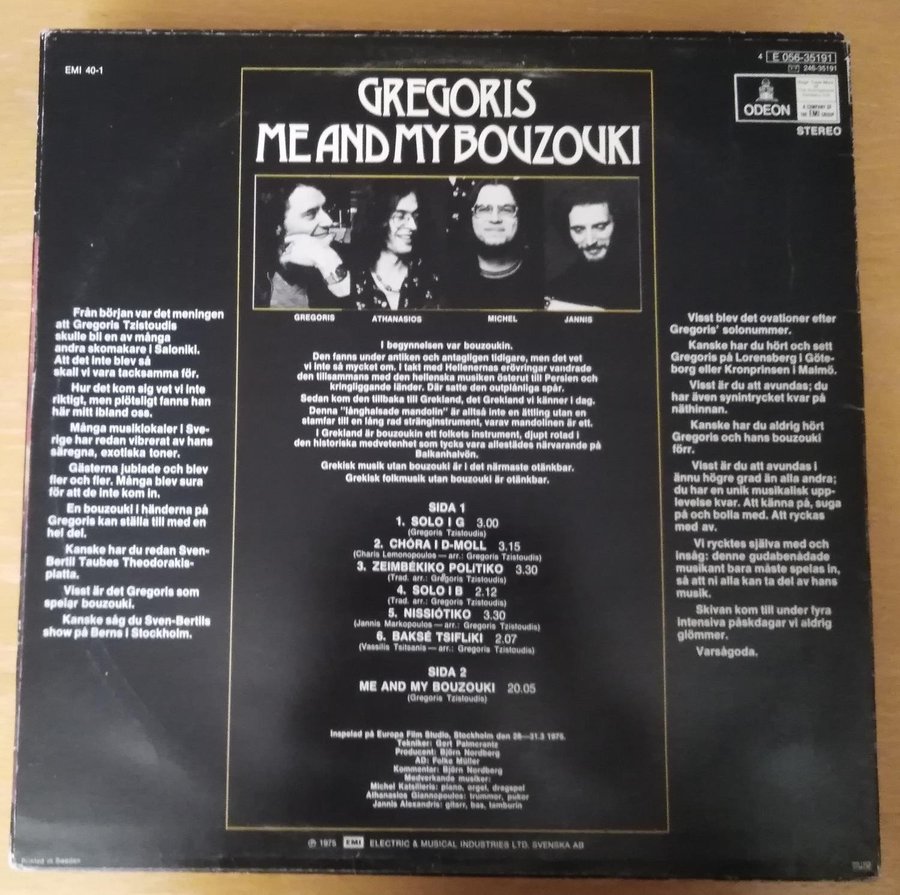 EMI 40-1
4 E 056-35191
246-35191
ODEON
A COMPANY OF
THE EMI GROUP
STEREO
GREGORIS
ME AND MY BOUZOUKI
GREGORIS
ATHANASIOS
MICHEL
JANNIS
Från början var det meningen
att Gregoris Tzistoudis
skulle bli en av många
andra skomakare i Saloniki.
Att det inte blev så
skall vi vara tacksamma för.
Hur det kom sig vet vi inte
riktigt, men plötsligt fanns han
här mitt ibland oss.
Många musiklokaler i Sve-
rige har redan vibrerat av hans
säregna, exotiska toner.
Gästerna jublade och blev
fler och fler. Många blev sura
för att de inte kom in.
En bouzouki i händerna på
Gregoris kan ställa till med en
hel del.
Kanske har du redan Sven-
Bertil Taubes Theodorakis-
platta.
Visst är det Gregoris som
spelar bouzouki.
Kanske såg du Sven-Bertils
show på Berns i Stockholm.
I begynnelsen var bouzoukin.
Den fanns under antiken och antagligen tidigare, men det vet
vi inte så mycket om. I takt med Hellenernas erövringar vandrade
den tillsammans med den hellenska musiken österut till Persien och
kringliggande länder. Där satte den outplånliga spår.
Sedan kom den tillbaka till Grekland, det Grekland vi känner i dag.
Denna "långhalsade mandolin" är alltså inte en ättling utan en
stamfar till en lång rad stränginstrument, varav mandolinen är ett.
I Grekland är bouzoukin ett folkets instrument, djupt rotad i
den historiska medvetenhet som tycks vara allestädes närvarande på
Balkanhalvön.
Grekisk musik utan bouzouki är i det närmaste otänkbar.
Grekisk folkmusik utan bouzouki är otänkbar.
SIDA 1
1. SOLO I G 3.00
(Gregoris Tzistoudis)
2. CHÓRA I D-MOLL 3.15
(Charis Lemonopoulos — arr.: Gregoris Tzistoudis)
3. ZEIMBÉKIKO POLITIKO 3.30
(Trad. arr.: Gregoris Tzistoudis)
4. SOLO I B 2.12
(Trad. arr.: Gregoris Tzistoudis)
5. NISSIÓTIKO 3.30
(Jannis Markopoulos — arr.: Gregoris Tzistoudis)
6. BAKSÉ TSIFLÍKI 2.07
(Vassilis Tsitsanis — arr.: Gregoris Tzistoudis)
SIDA 2
ME AND MY BOUZOUKI 20.05
(Gregoris Tzistoudis)
Inspelad på Europa Film Studio, Stockholm den 28—31.3 1975.
Tekniker: Gert Palmcrantz
Producent: Björn Nordberg
AD: Folke Müller
Kommentar: Björn Nordberg
Medverkande musiker:
Michel Katsilleris: piano, orgel, dragspel
Athanasios Giannopoulos: trummor, pukor
Jannis Alexandris: gitarr, bas, tamburin
Visst blev det ovationer efter
Gregoris' solonummer.
Kanske har du hört och sett
Gregoris på Lorensberg i Göte-
borg eller Kronprinsen i Malmö.
Visst är du att avundas; du
har även synintrycket kvar på
näthinnan.
Kanske har du aldrig hört
Gregoris och hans bouzouki
förr.
Visst är du att avundas i
ännu högre grad än alla andra;
du har en unik musikalisk upp-
levelse kvar. Att känna på, suga
på och bolla med. Att ryckas
med av.
Vi rycktes själva med och
insåg: denne gudabenådade
musikant bara måste spelas in,
så att ni alla kan ta del av hans
musik.
Skivan kom till under fyra
intensiva påskdagar vi aldrig
glömmer.
Varsågoda.
℗ 1975 EMI ELECTRIC & MUSICAL INDUSTRIES LTD. SVENSKA AB
Printed in Sweden